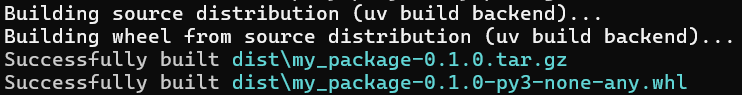 Building source distribution (uv build backend)...
Building wheel from source distribution (uv build backend)...
Successfully built dist\my_package-0.1.0.tar.gz
Successfully built dist\my_package-0.1.0-py3-none-any.whl